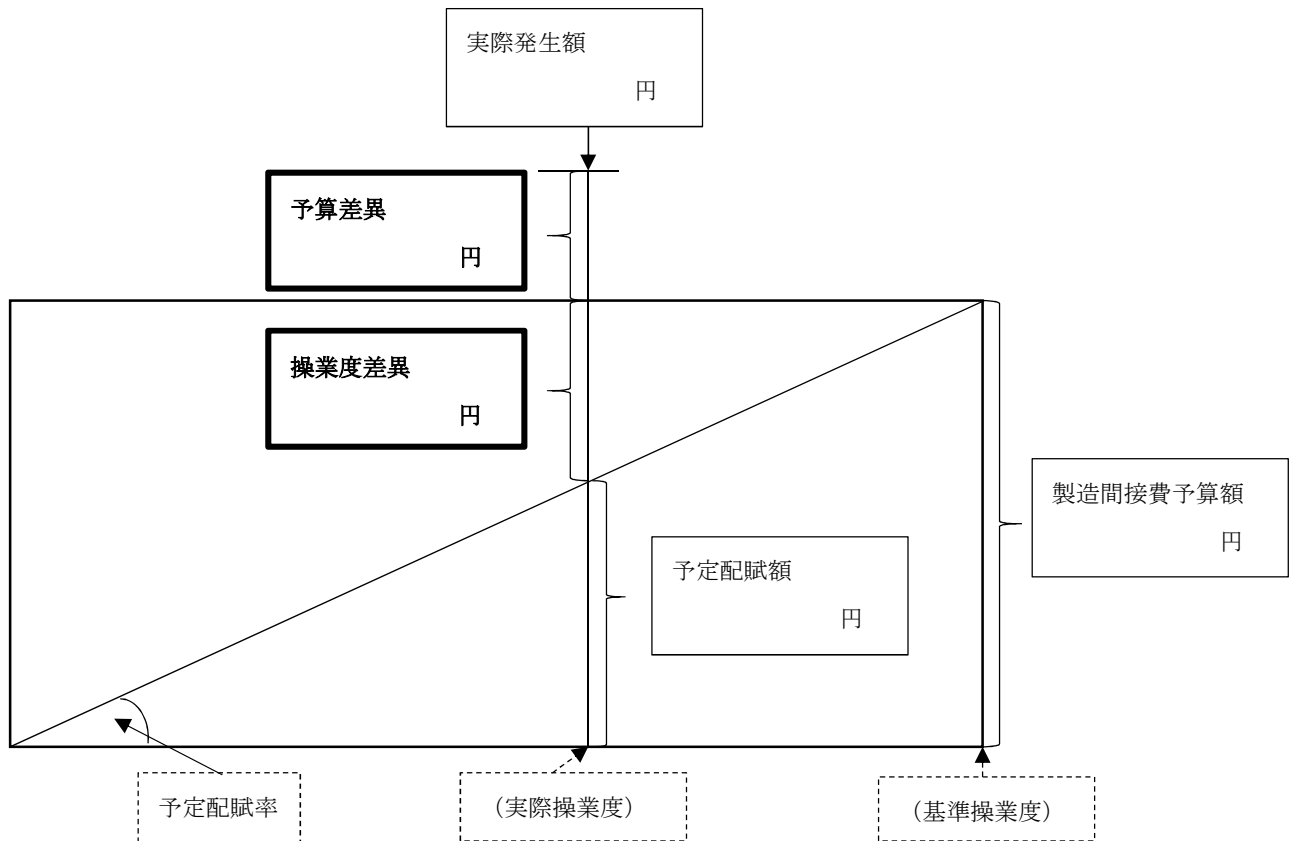 実際発生額
円
予算差異
円
操業度差異
円
製造間接費予算額
円
予定配賦額
円
予定配賦率
（実際操業度）
（基準操業度）